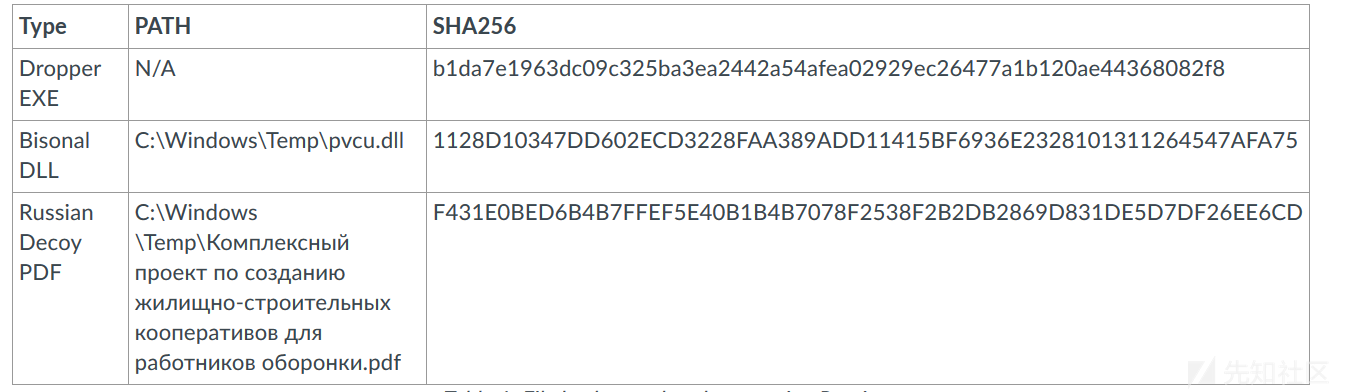 Type PATH SHA256
Dropper N/A b1da7e1963dc09c325ba3ea2442a54afea02929ec26477a1b120ae44368082f8
EXE
Bisonal C:\Windows\Temp\pvcu.dll 1128D10347DD602ECD3228FAA389ADD11415BF6936E2328101311264547AFA75
DLL
Russian C:\Windows F431E0BED6B4B7FFEF5E40B1B4B7078F2538F2B2DB2869D831DE5D7DF26EE6CD
Decoy \Temp\Комплексный
PDF проект по созданию
жилищно-строительных
кооперативов для
работников оборонки.pdf
先知社区